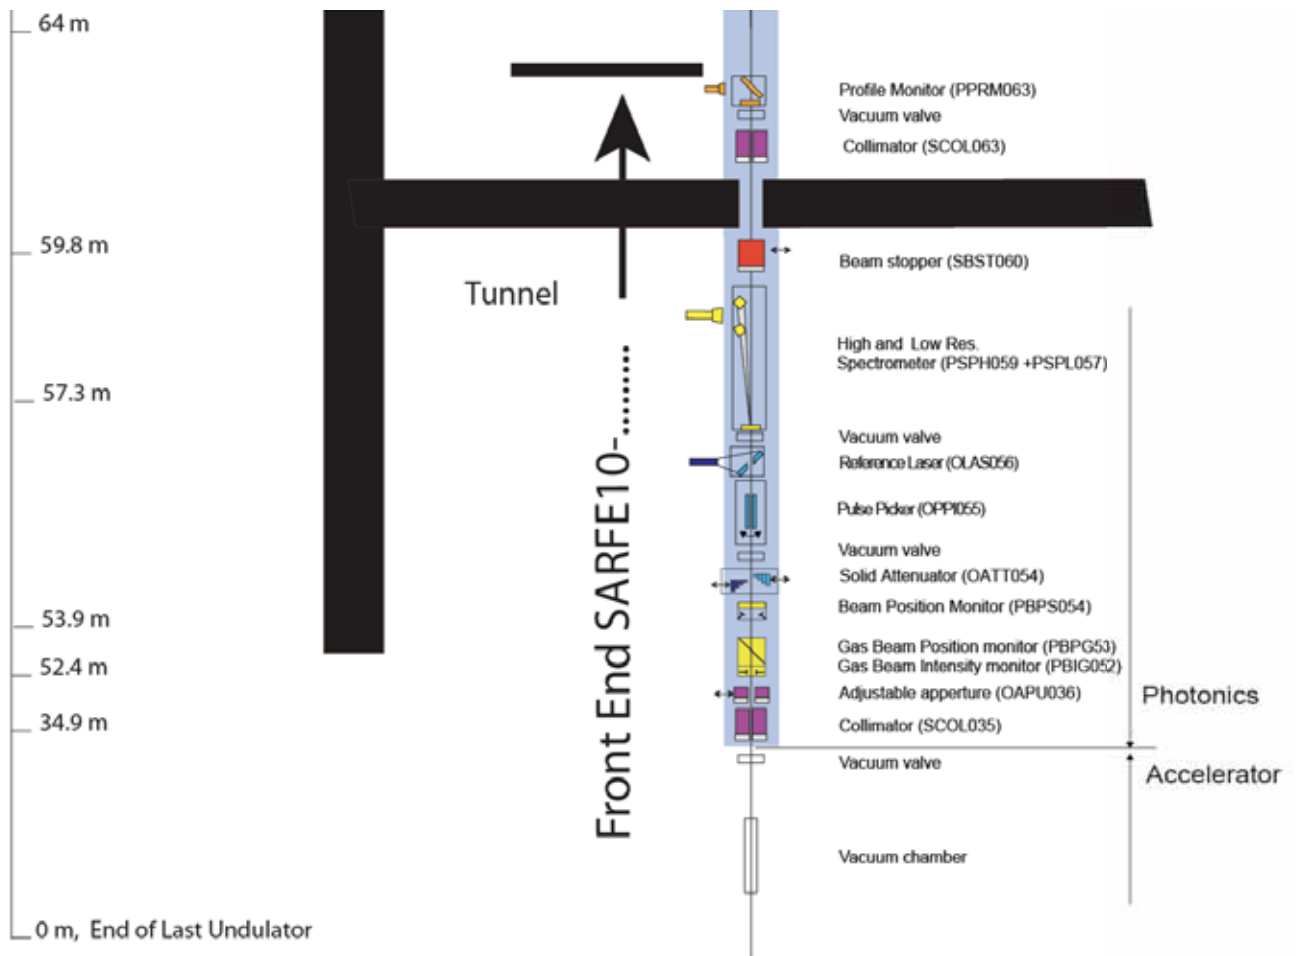 64 m
Profile Monitor (PPRM063)
Vacuum valve
Collimator (SCOL063)
59.8 m
Beam stopper (SBST060)
Tunnel
High and Low Res.
Spectrometer (PSPH059 +PSPL057)
57.3 m
Vacuum valve
Reference Laser (OLAS056)
Pulse Picker (OPPI055)
Vacuum valve
Solid Attenuator (OATT054)
Beam Position Monitor (PBPS054)
53.9 m
Gas Beam Position monitor (PBPG53)
Gas Beam Intensity monitor (PBIG052)
52.4 m
Adjustable apperture (OAPU036)
Photonics
34.9 m
Collimator (SCOL035)
Vacuum valve
Accelerator
Front End SARFE10-........
Vacuum chamber
0 m, End of Last Undulator